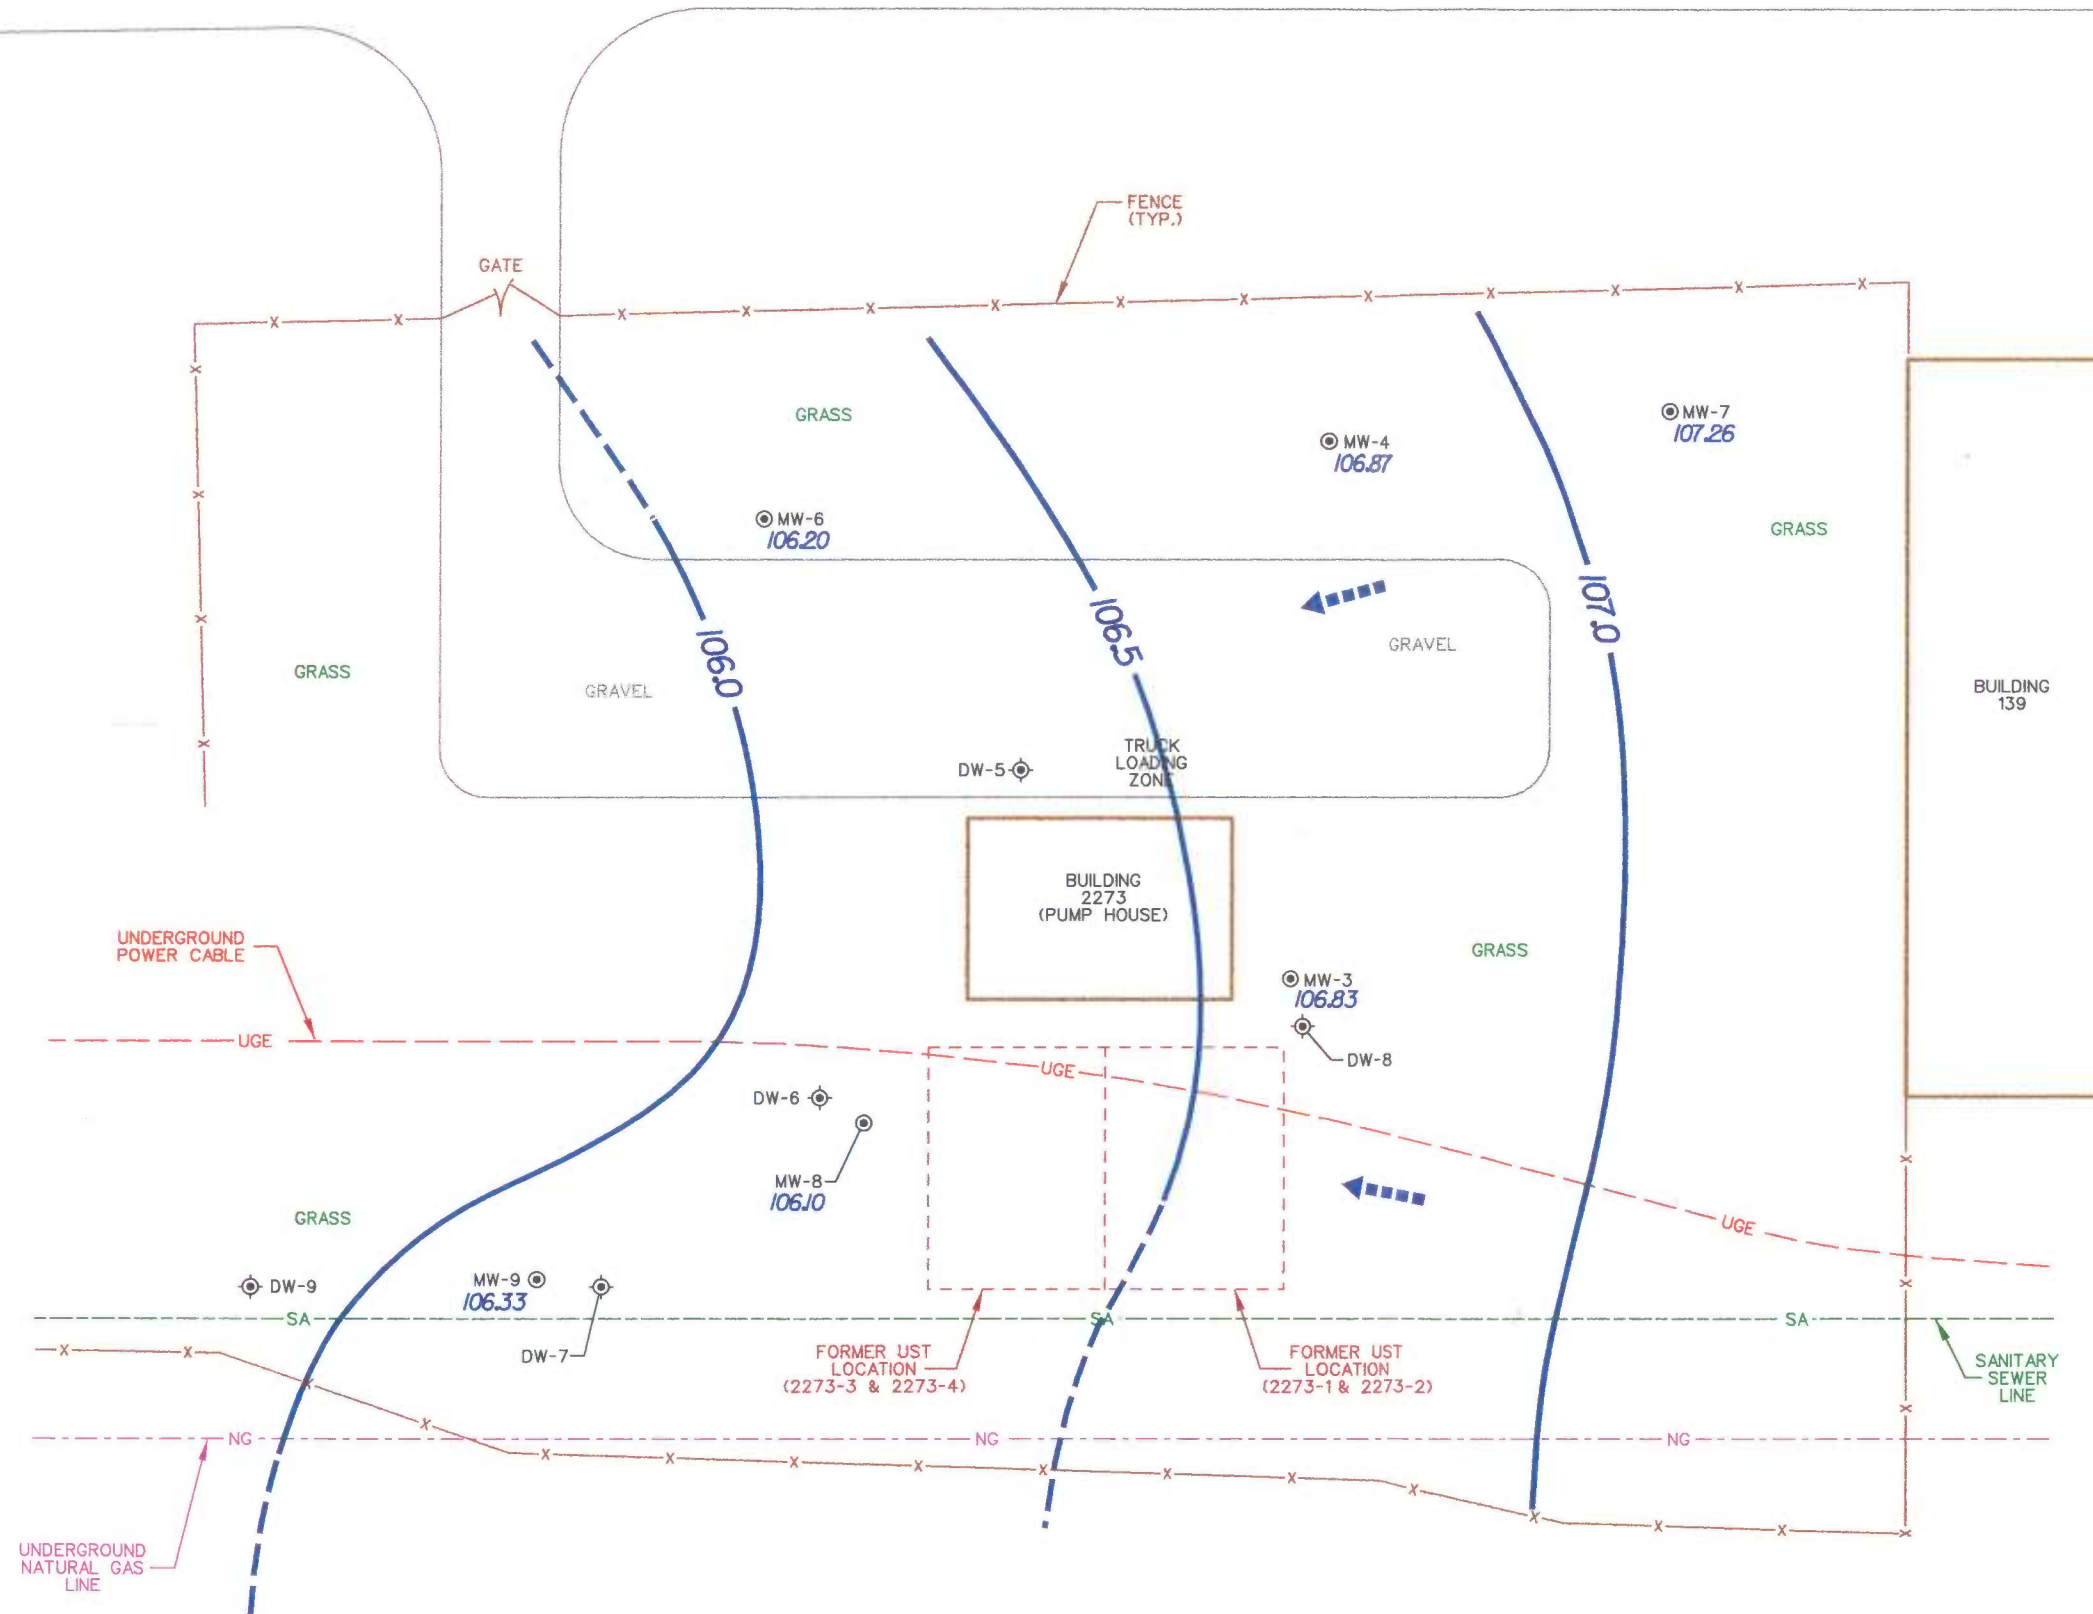 FENCE
(TYP.)
GATE
GRASS
MW-7
107.26
MW-4
106.87
MW-6
106.20
GRASS
107.0
106.5
106.0
GRAVEL
GRASS
GRAVEL
BUILDING
139
DW-5
TRUCK
LOADING
ZONE
BUILDING
2273
(PUMP HOUSE)
UNDERGROUND
POWER CABLE
GRASS
MW-3
106.83
UGE
DW-8
UGE
DW-6
MW-8
106.10
GRASS
UGE
DW-9
MW-9
106.33
SA
SA
SA
DW-7
FORMER UST
LOCATION
(2273-3 & 2273-4)
FORMER UST
LOCATION
(2273-1 & 2273-2)
SANITARY
SEWER
LINE
NG
NG
NG
UNDERGROUND
NATURAL GAS
LINE